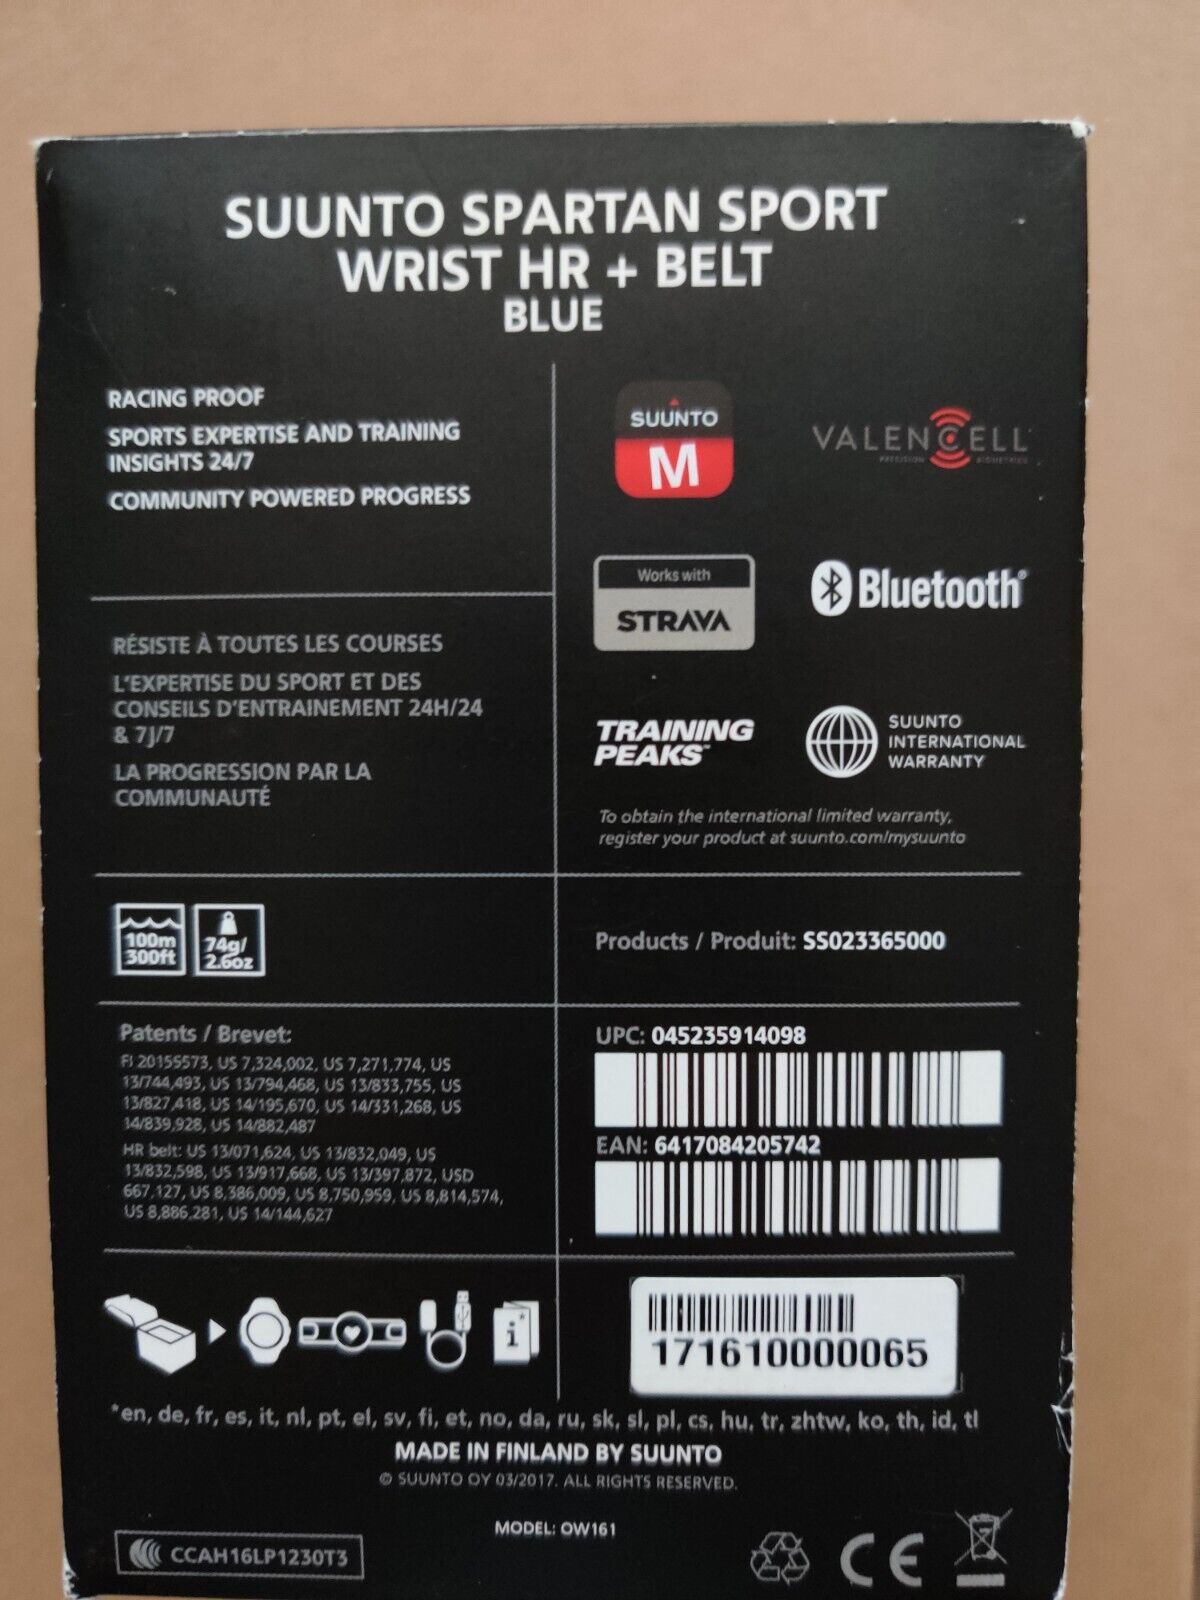 SUUNTO SPARTAN SPORT
WRIST HR + BELT
BLUE
RACING PROOF
SPORTS EXPERTISE AND TRAINING
INSIGHTS 24/7
COMMUNITY POWERED PROGRESS
RÉSISTE À TOUTES LES COURSES
L'EXPERTISE DU SPORT ET DES
CONSEILS D'ENTRAINEMENT 24H/24
& 7J/7
LA PROGRESSION PAR LA
COMMUNAUTÉ
SUUNTO
M
VALENCELL
PRECISION BIOMETRICS
Works with
STRAVA
Bluetooth®
TRAINING
PEAKS™
SUUNTO
INTERNATIONAL
WARRANTY
To obtain the international limited warranty,
register your product at suunto.com/mysuunto
100m
300ft
74g/
2.6oz
Products / Produit: SS023365000
Patents / Brevet:
FI 20155573, US 7,324,002, US 7,271,774, US
13/744,493, US 13/794,468, US 13/833,755, US
13/827,418, US 14/195,670, US 14/331,268, US
14/839,928, US 14/882,487
HR belt: US 13/071,624, US 13/832,049, US
13/832,598, US 13/917,668, US 13/397,872, USD
667,127, US 8,386,009, US 8,750,959, US 8,814,574,
US 8,886,281, US 14/144,627
UPC: 045235914098
EAN: 6417084205742
i*
171610000065
*en, de, fr, es, it, nl, pt, el, sv, fi, et, no, da, ru, sk, sl, pl, cs, hu, tr, zhtw, ko, th, id, tl
MADE IN FINLAND BY SUUNTO
© SUUNTO OY 03/2017. ALL RIGHTS RESERVED.
MODEL: OW161
CCAH16LP1230T3
CE